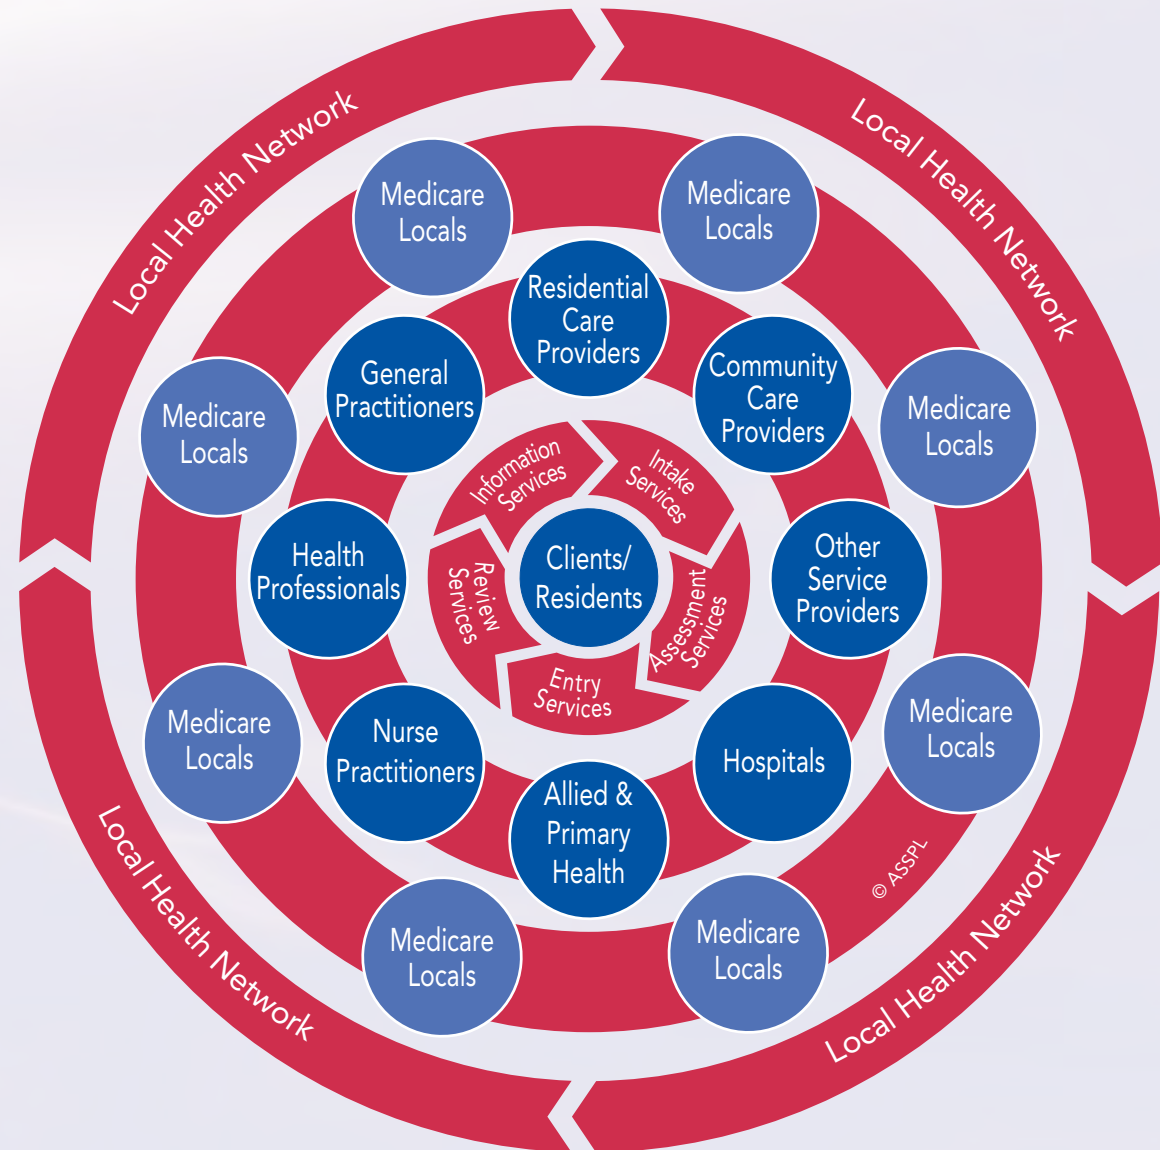 Local Health Network
Local Health Network
Medicare
Locals
Medicare
Locals
Residential
Care
Providers
General
Practitioners
Community
Care
Providers
Medicare
Locals
Medicare
Locals
Information
Services
Intake
Services
Health
Professionals
Review
Services
Clients/
Residents
Assessment
Services
Other
Service
Providers
Entry
Services
Medicare
Locals
Nurse
Practitioners
Hospitals
Medicare
Locals
Allied &
Primary
Health
© ASSPL
Medicare
Locals
Medicare
Locals
Local Health Network
Local Health Network